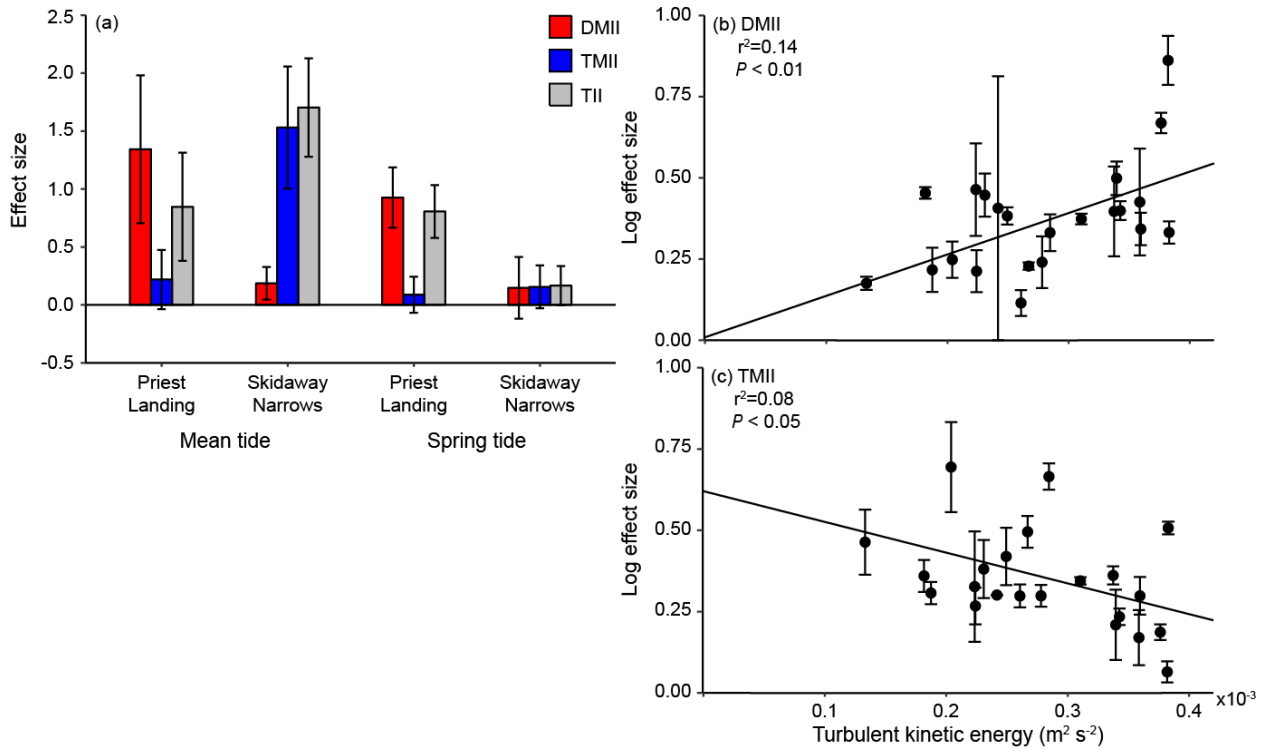 (a)
Effect size
2.5
2.0
1.5
1.0
0.5
0.0
-0.5
DMII
TMII
TII
Priest
Landing
Skidaway
Narrows
Priest
Landing
Skidaway
Narrows
Mean tide
Spring tide
(b) DMII
r²=0.14
P < 0.01
Log effect size
1.00
0.75
0.50
0.25
0.00
(c) TMII
r²=0.08
P < 0.05
Log effect size
1.00
0.75
0.50
0.25
0.00
0.1
0.2
0.3
0.4
x10⁻³
Turbulent kinetic energy (m² s⁻²)